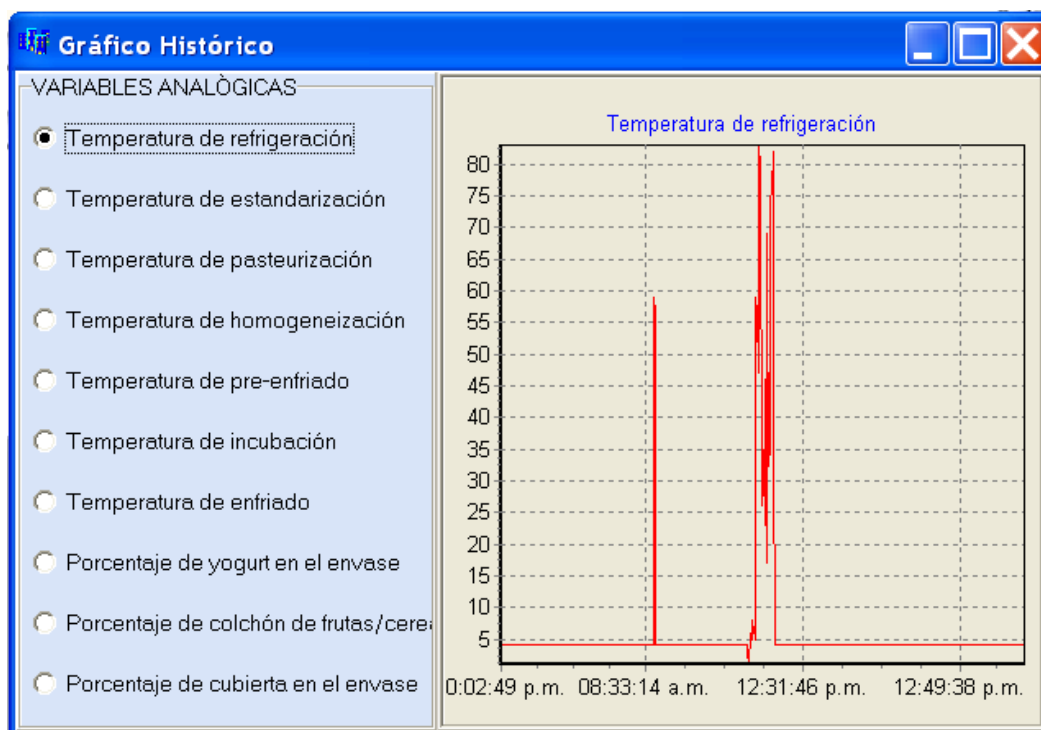 Gráfico Histórico
VARIABLES ANALÒGICAS
Temperatura de refrigeración
Temperatura de estandarización
Temperatura de pasteurización
Temperatura de homogeneización
Temperatura de pre-enfriado
Temperatura de incubación
Temperatura de enfriado
Porcentaje de yogurt en el envase
Porcentaje de colchón de frutas/cere
Porcentaje de cubierta en el envase
Temperatura de refrigeración
80
75
70
65
60
55
50
45
40
35
30
25
20
15
10
5
0:02:49 p.m. 08:33:14 a.m. 12:31:46 p.m. 12:49:38 p.m.